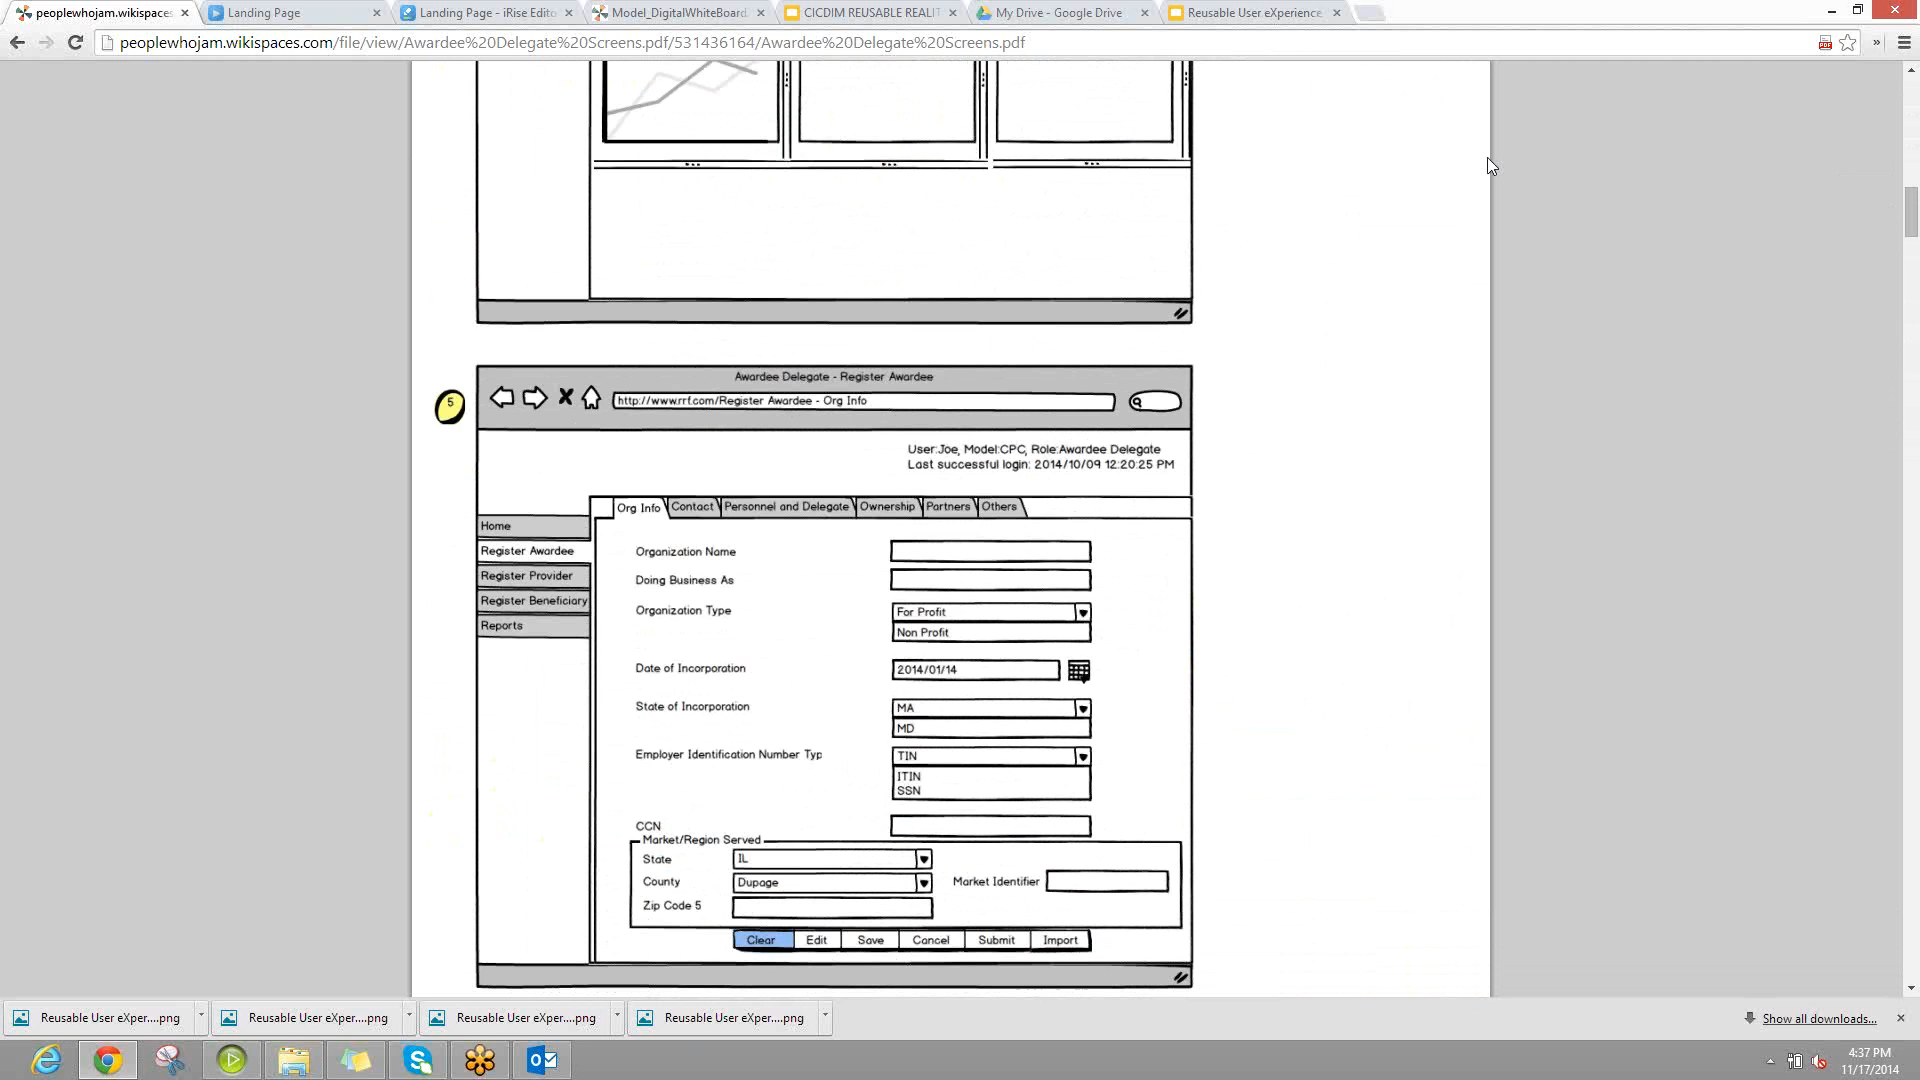 peoplewhojam.wikispaces
Landing Page
Landing Page - iRise Edito
Model_DigitalWhiteBoard
CICDIM REUSABLE REALIT
My Drive - Google Drive
Reusable User eXperience
peoplewhojam.wikispaces.com/file/view/Awardee%20Delegate%20Screens.pdf/531436164/Awardee%20Delegate%20Screens.pdf
5
Awardee Delegate - Register Awardee
http://www.rrf.com/Register Awardee - Org Info
User:Joe, Model:CPC, Role:Awardee Delegate
Last successful login: 2014/10/09 12:20:25 PM
Org Info Contact Personnel and Delegate Ownership Partners Others
Home
Register Awardee
Register Provider
Register Beneficiary
Reports
Organization Name
Doing Business As
Organization Type For Profit
Non Profit
Date of Incorporation 2014/01/14
State of Incorporation MA
MD
Employer Identification Number Typ TIN
ITIN
SSN
CCN
Market/Region Served
State IL
County Dupage Market Identifier
Zip Code 5
Clear Edit Save Cancel Submit Import
Reusable User eXper....png
Reusable User eXper....png
Reusable User eXper....png
Reusable User eXper....png
Show all downloads...
4:37 PM
11/17/2014